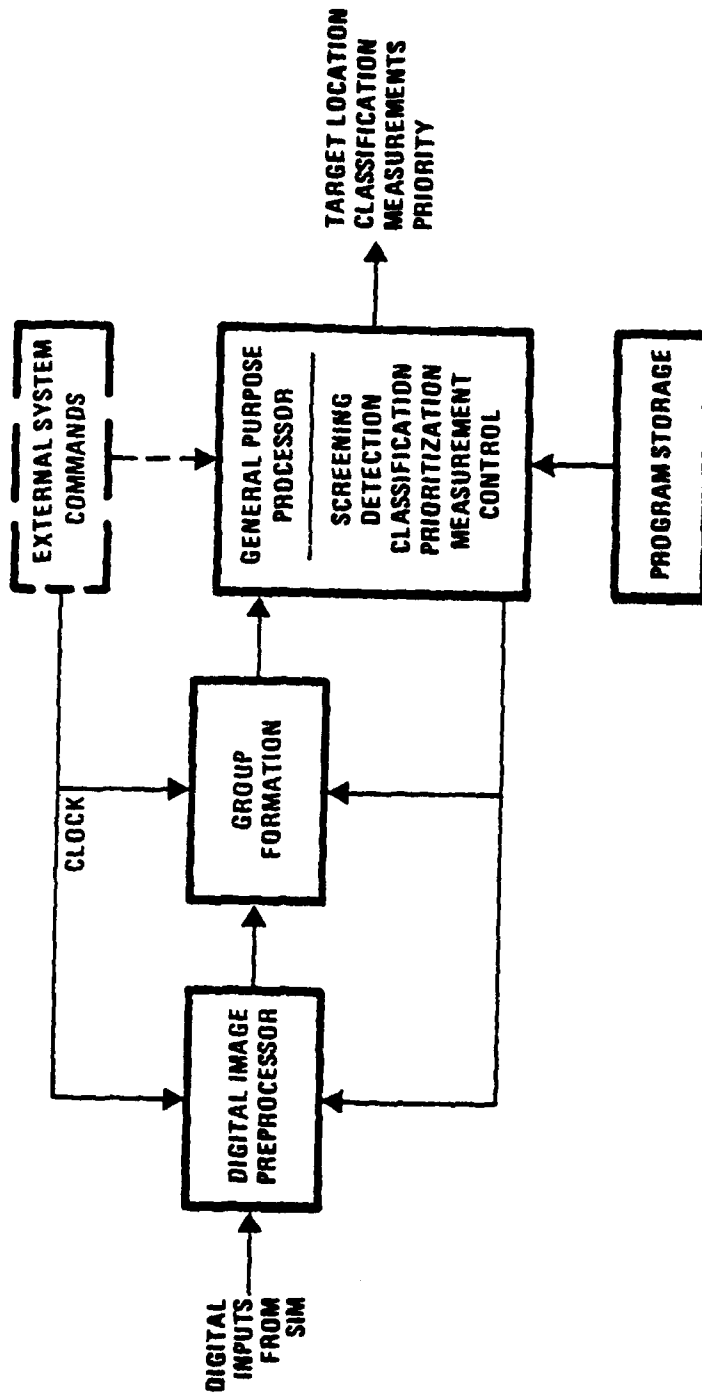 EXTERNAL SYSTEM
COMMANDS
CLOCK
DIGITAL
INPUTS
FROM
SIM
DIGITAL IMAGE
PREPROCESSOR
GROUP
FORMATION
GENERAL PURPOSE
PROCESSOR
SCREENING
DETECTION
CLASSIFICATION
PRIORITIZATION
MEASUREMENT
CONTROL
TARGET LOCATION
CLASSIFICATION
MEASUREMENTS
PRIORITY
PROGRAM STORAGE